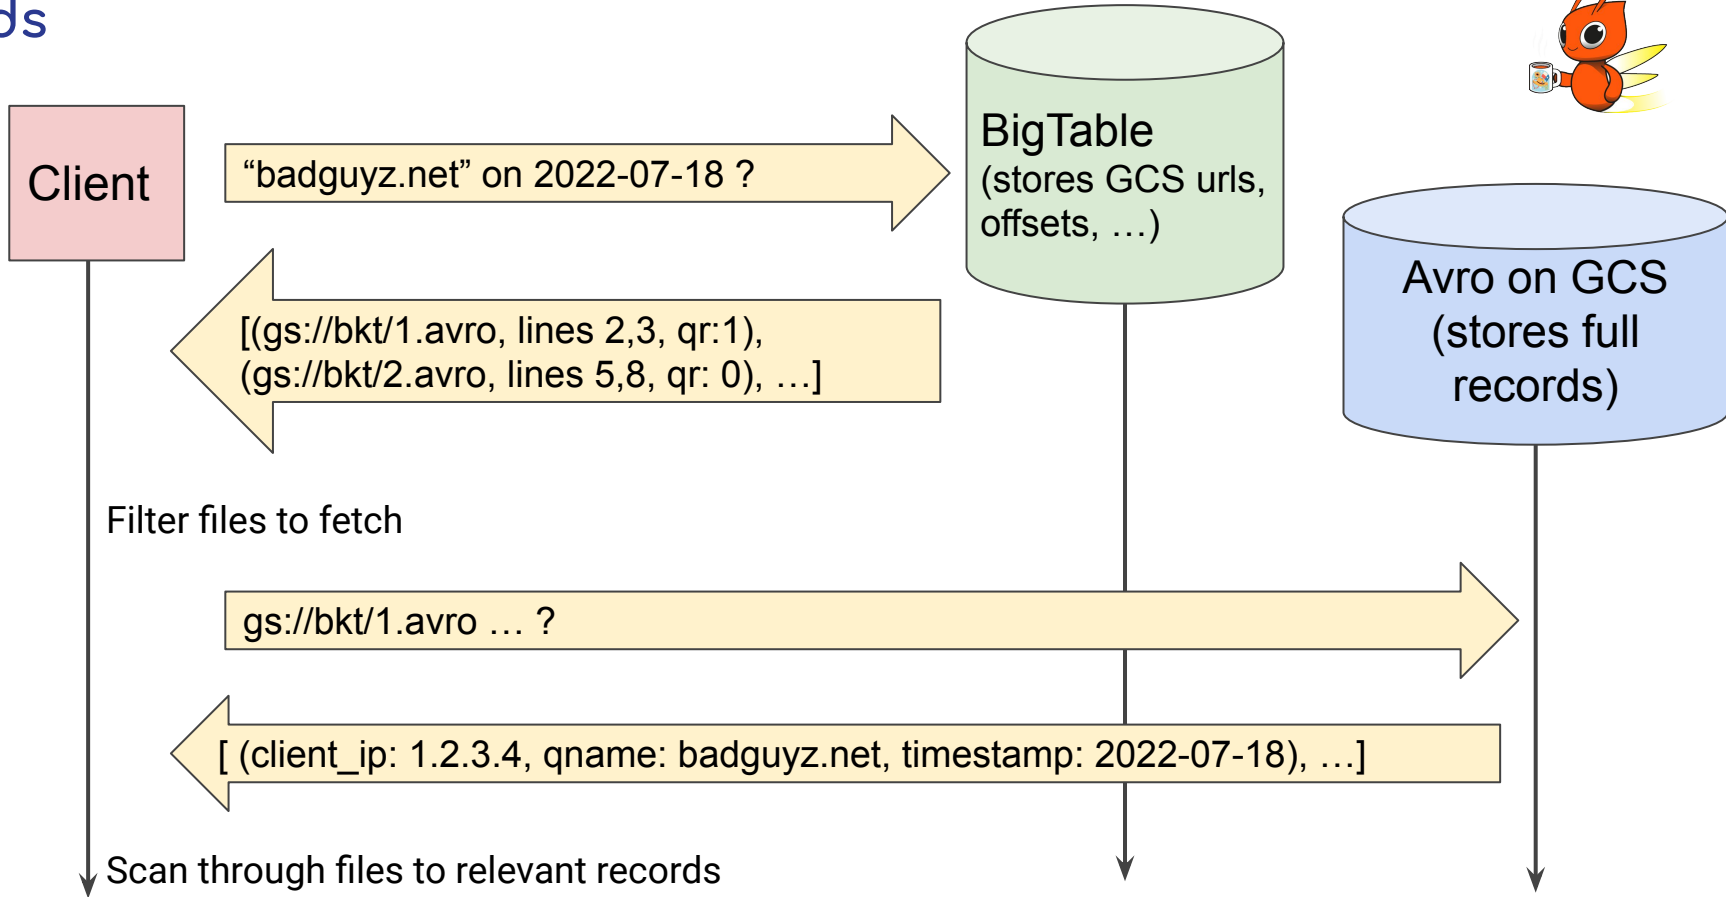 Client
“badguyz.net” on 2022-07-18 ?
BigTable
(stores GCS urls,
offsets, …)
Avro on GCS
(stores full
records)
[(gs://bkt/1.avro, lines 2,3, qr:1),
(gs://bkt/2.avro, lines 5,8, qr: 0), …]
Filter files to fetch
gs://bkt/1.avro … ?
[ (client_ip: 1.2.3.4, qname: badguyz.net, timestamp: 2022-07-18), …]
Scan through files to relevant records